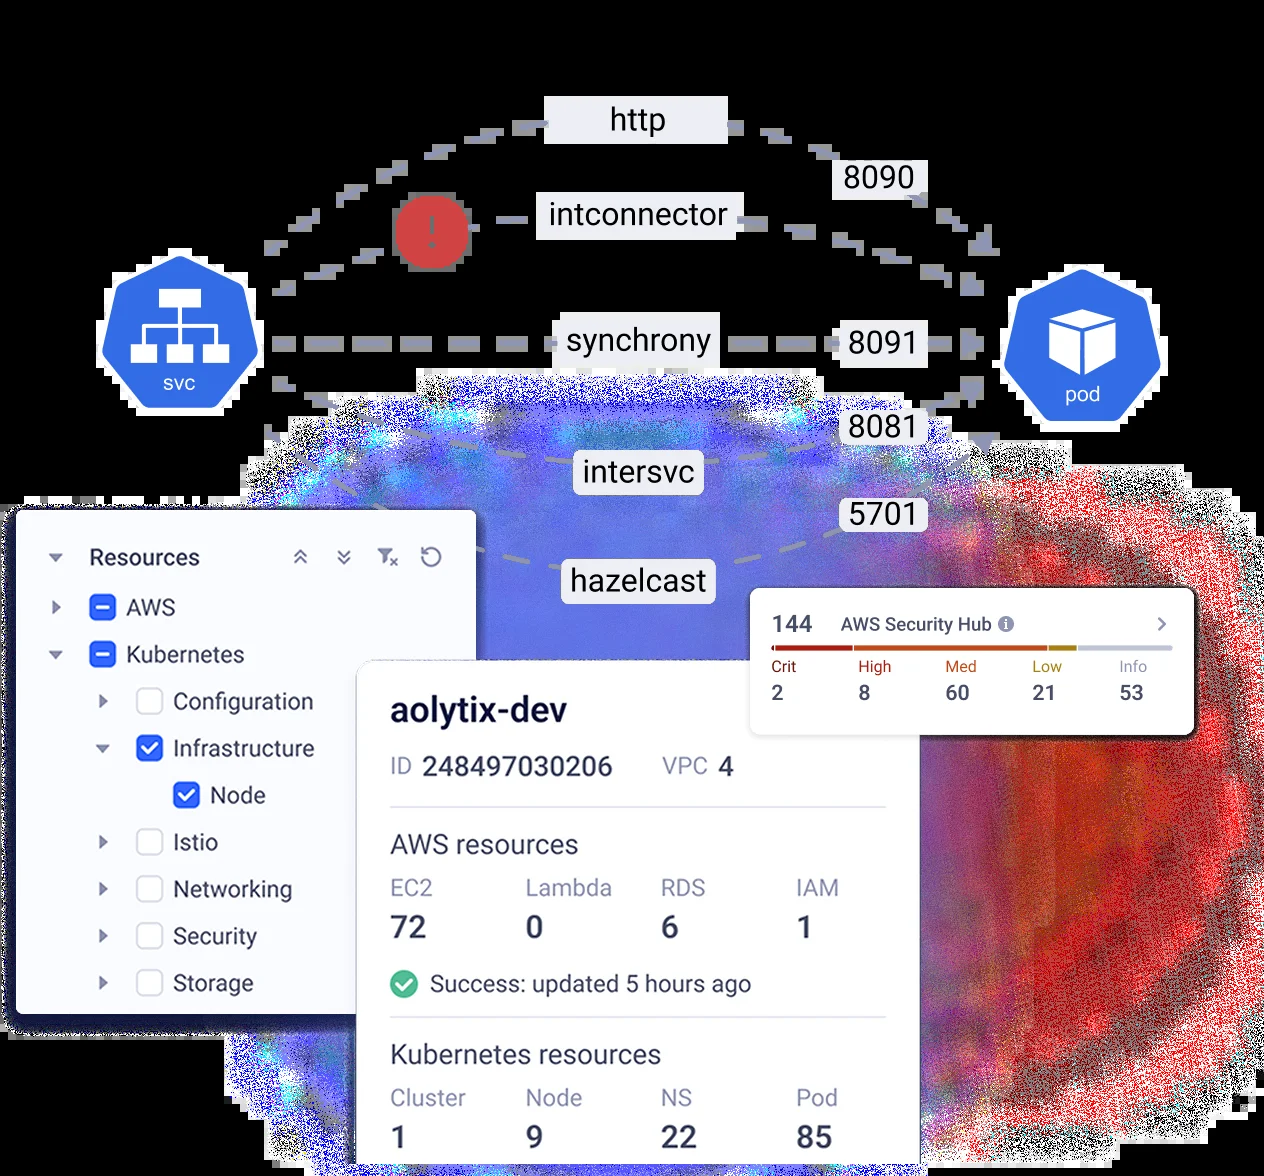 http
8090
!
intconnector
synchrony
8091
svc
pod
8081
intersvc
5701
hazelcast
Resources
AWS
Kubernetes
Configuration
Infrastructure
Node
Istio
Networking
Security
Storage
144 AWS Security Hub i
Crit High Med Low Info
2 8 60 21 53
aolytix-dev
ID 248497030206 VPC 4
AWS resources
EC2 Lambda RDS IAM
72 0 6 1
Success: updated 5 hours ago
Kubernetes resources
Cluster Node NS Pod
1 9 22 85